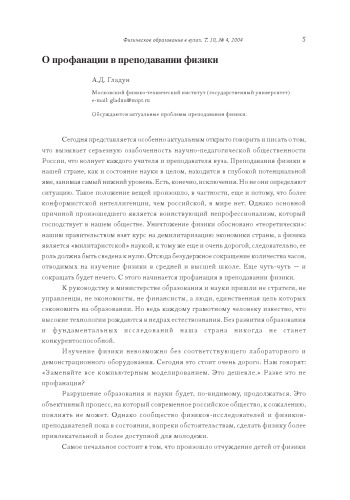 Физическое образование в вузах. Т. 10, № 4, 2004 5
О профанации в преподавании физики
А.Д. Гладун
Московский физико-технический институт (государственный университет)
e-mail: gladun@mipt.ru
Обсуждаются актуальные проблемы преподавания физики.
Сегодня представляется особенно актуальным открыто говорить и писать о том,
что вызывает серьезную озабоченность научно-педагогической общественности
России, что волнует каждого учителя и преподавателя вуза. Преподавание физики в
нашей стране, как и состояние науки в целом, находится в глубокой потенциальной
яме, занимая самый нижний уровень. Есть, конечно, исключения. Но не они определяют
ситуацию. Такое положение вещей произошло, в частности, еще и потому, что более
конформистской интеллигенции, чем российской, в мире нет. Однако основной
причиной произошедшего является воинствующий непрофессионализм, который
господствует в нашем обществе. Уничтожение физики обосновано «теоретически»:
нашим правительством взят курс на демилитаризацию экономики страны, а физика
является «милитаристской» наукой, к тому же еще и очень дорогой, следовательно, ее
роль должна быть сведена к нулю. Отсюда безудержное сокращение количества часов,
отводимых на изучение физики в средней и высшей школе. Еще чуть-чуть — и
сокращать будет нечего. С этого начинается профанация в преподавании физики.
К руководству в министерстве образования и науки пришли не стратеги, не
управленцы, не экономисты, не финансисты, а люди, единственная цель которых
сэкономить на образовании. Но ведь каждому грамотному человеку известно, что
высокие технологии рождаются в недрах естествознания. Без развития образования
и фундаментальных исследований наша страна никогда не станет
конкурентоспособной.
Изучение физики невозможно без соответствующего лабораторного и
демонстрационного оборудования. Сегодня это стоит очень дорого. Нам говорят:
«Заменяйте все компьютерным моделированием. Это дешевле.» Разве это не
профанация?
Разрушение образования и науки будет, по-видимому, продолжаться. Это
объективный процесс, на который современное российское общество, к сожалению,
повлиять не может. Однако сообщество физиков-исследователей и физиков-
преподавателей пока в состоянии, вопреки обстоятельствам, сделать физику более
привлекательной и более доступной для молодежи.
Самое печальное состоит в том, что произошло отчуждение детей от физики